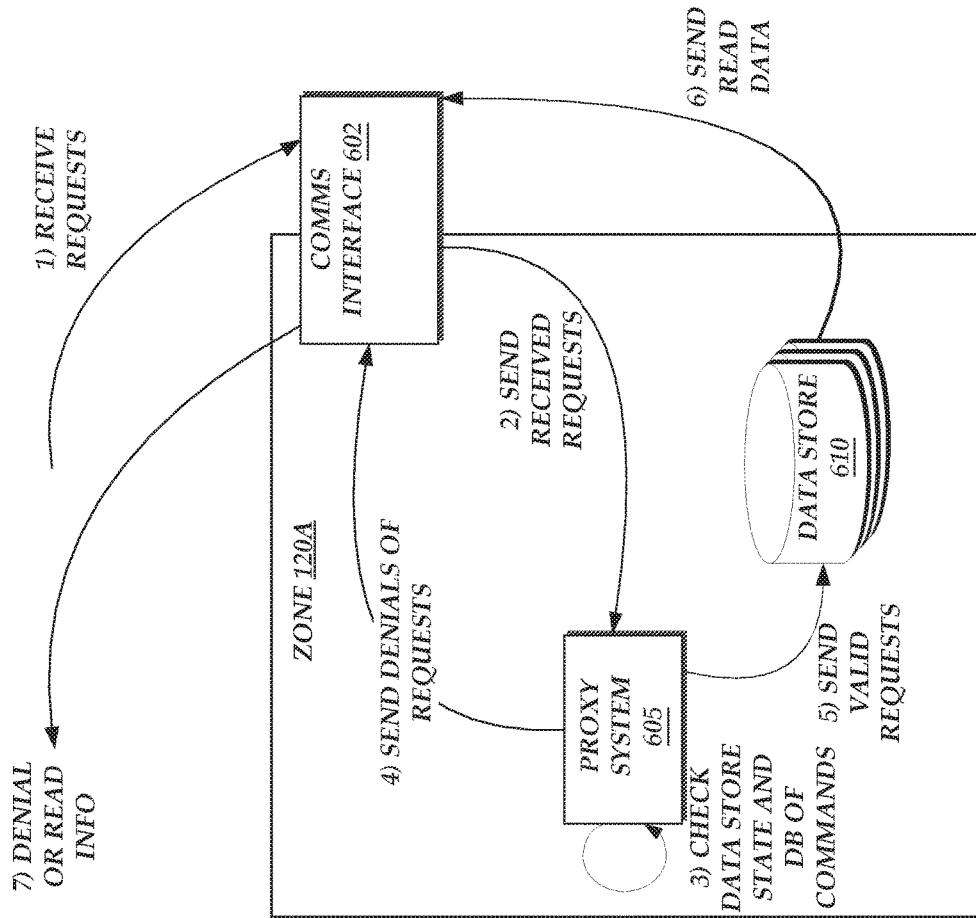 7) DENIAL
OR READ
INFO
1) RECEIVE
REQUESTS
ZONE 120A
COMMS
INTERFACE 602
4) SEND DENIALS OF
REQUESTS
2) SEND
RECEIVED
REQUESTS
6) SEND
READ
DATA
PROXY
SYSTEM
605
3) CHECK
DATA STORE
STATE AND
DB OF
COMMANDS
5) SEND
VALID
REQUESTS
DATA STORE
610